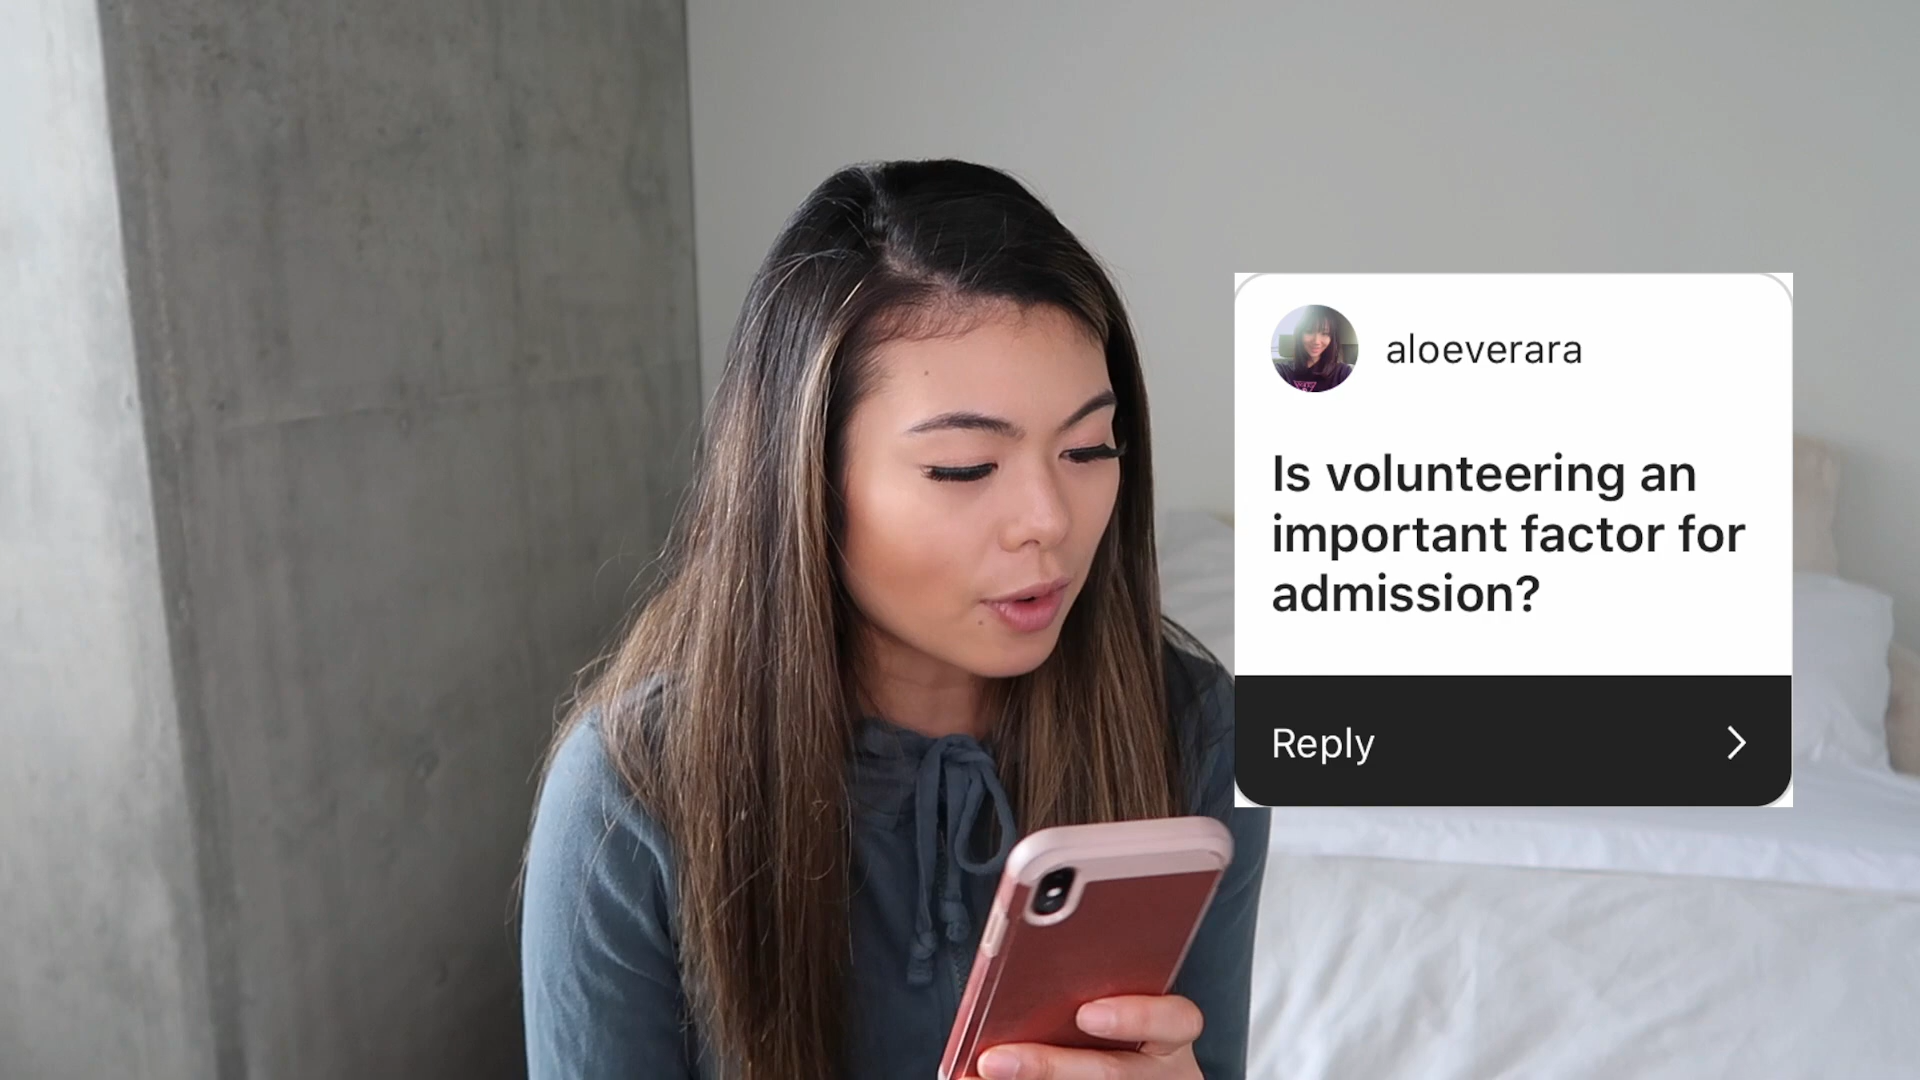 aloeverara
Is volunteering an
important factor for
admission?
Reply